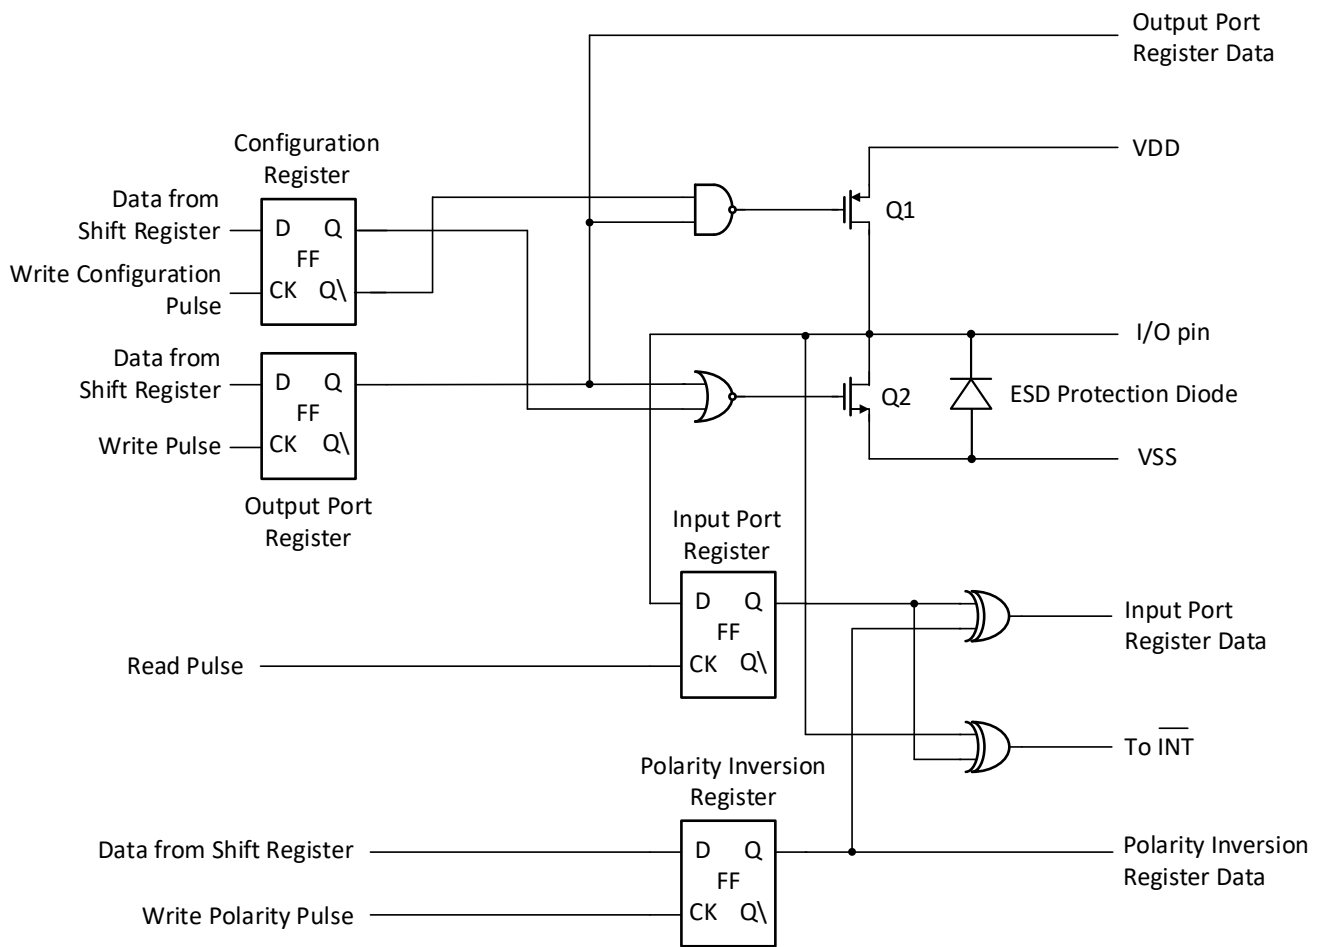 Output Port
Register Data
Configuration
Register
VDD
Data from
Shift Register
D Q
FF
CK Q\
Q1
Write Configuration
Pulse
I/O pin
Data from
Shift Register
D Q
FF
CK Q\
Q2
ESD Protection Diode
Write Pulse
VSS
Output Port
Register
Input Port
Register
D Q
FF
CK Q\
Input Port
Register Data
Read Pulse
To INT
Polarity Inversion
Register
Data from Shift Register
D Q
FF
CK Q\
Polarity Inversion
Register Data
Write Polarity Pulse